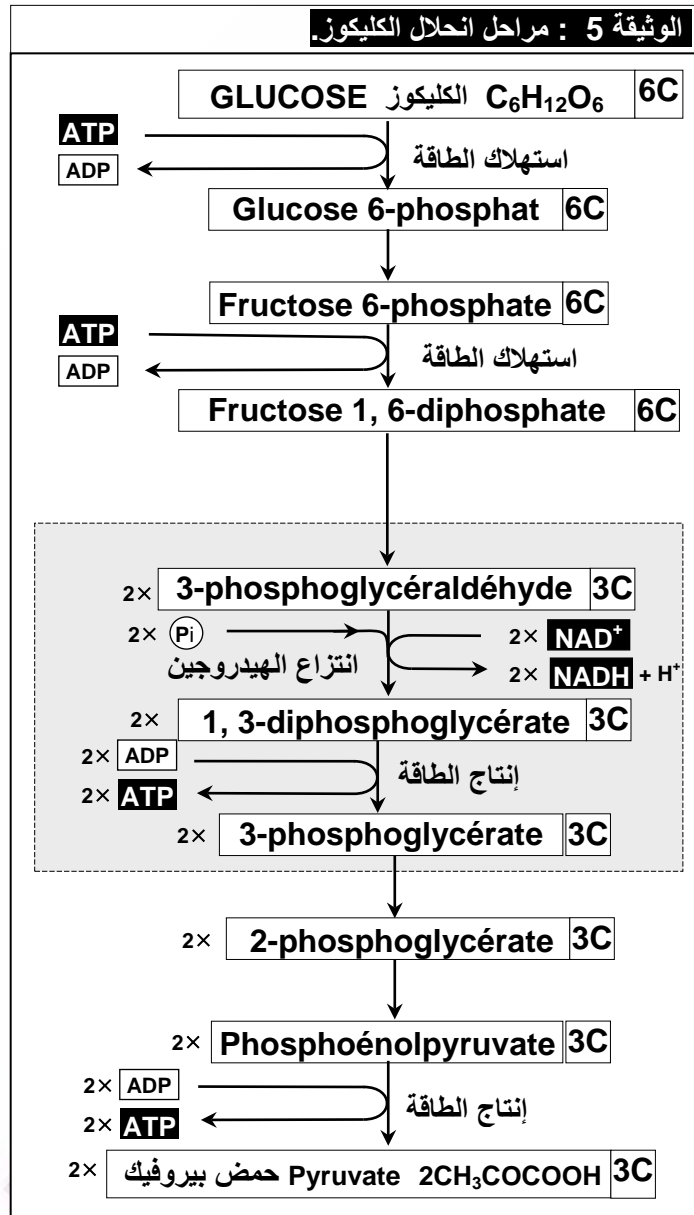 الوثيقة 5 : مراحل انحلال الكليكوز.
GLUCOSE الكليكوز C₆H₁₂O₆ 6C
ATP
ADP
استهلاك الطاقة
Glucose 6-phosphat 6C
Fructose 6-phosphate 6C
ATP
ADP
استهلاك الطاقة
Fructose 1, 6-diphosphate 6C
2× 3-phosphoglycéraldéhyde 3C
2× Pi 2× NAD⁺
انتزاع الهيدروجين 2× NADH + H⁺
2× 1, 3-diphosphoglycérate 3C
2× ADP
إنتاج الطاقة
2× ATP
2× 3-phosphoglycérate 3C
2× 2-phosphoglycérate 3C
2× Phosphoénolpyruvate 3C
2× ADP
إنتاج الطاقة
2× ATP
2× حمض بيروفيك Pyruvate 2CH₃COCOOH 3C